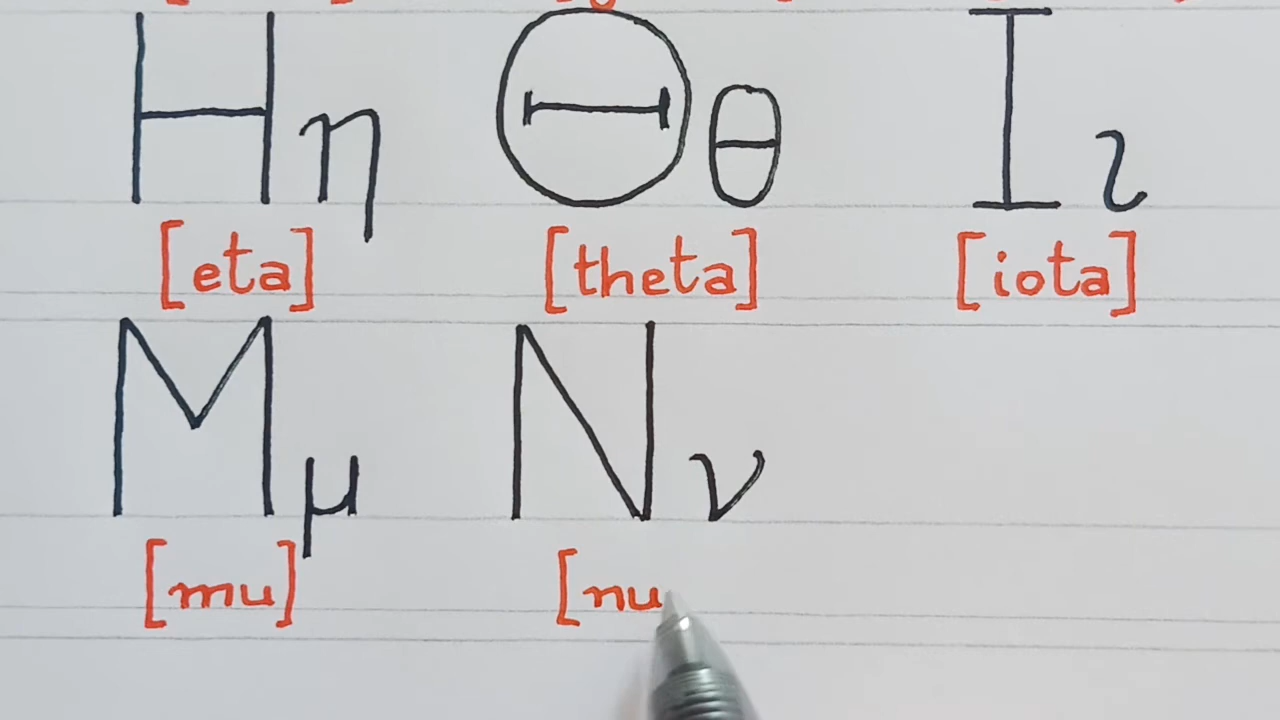 Η η Θ θ Ι ι
[eta] [theta] [iota]
Μ μ Ν ν
[mu] [nu